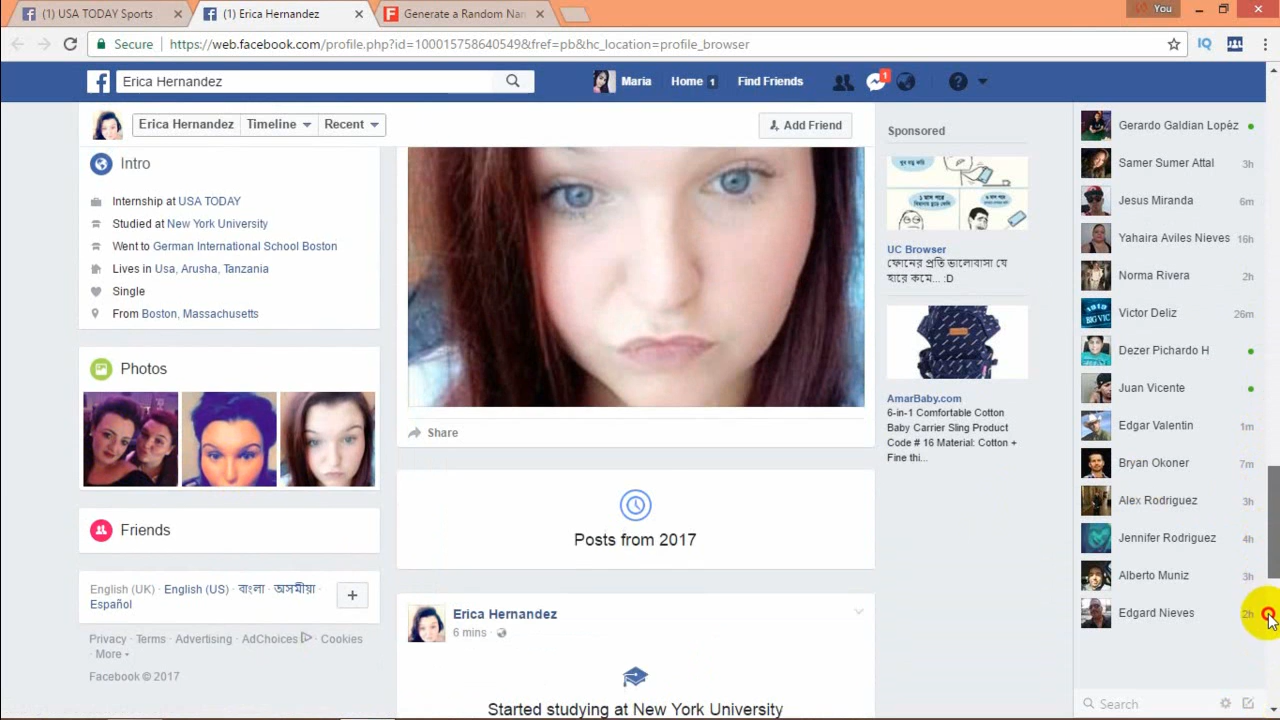 (1) USA TODAY Sports
(1) Erica Hernandez
Generate a Random Nan
You
Secure
https://web.facebook.com/profile.php?id=100015758640549&fref=pb&hc_location=profile_browser
IQ
Erica Hernandez
Maria
Home 1
Find Friends
1
Erica Hernandez
Timeline
Recent
Add Friend
Intro
Internship at USA TODAY
Studied at New York University
Went to German International School Boston
Lives in Usa, Arusha, Tanzania
Single
From Boston, Massachusetts
Photos
Friends
English (UK) · English (US) · বাংলা · অসমীয়া ·
Español
Privacy · Terms · Advertising · AdChoices · Cookies ·
More
Facebook © 2017
Share
Posts from 2017
Erica Hernandez
6 mins ·
Started studying at New York University
Sponsored
UC Browser
ফোনের প্রতি ভালোবাসা যে
হারে কমে... :D
AmarBaby.com
6-in-1 Comfortable Cotton
Baby Carrier Sling Product
Code # 16 Material: Cotton +
Fine thi...
Gerardo Galdian Lopèz
Samer Sumer Attal 3h
Jesus Miranda 6m
Yahaira Aviles Nieves 16h
Norma Rivera 2h
Victor Deliz 26m
Dezer Pichardo H
Juan Vicente
Edgar Valentin 1m
Bryan Okoner 7m
Alex Rodriguez 3h
Jennifer Rodriguez 4h
Alberto Muniz 3h
Edgard Nieves 2h
Search